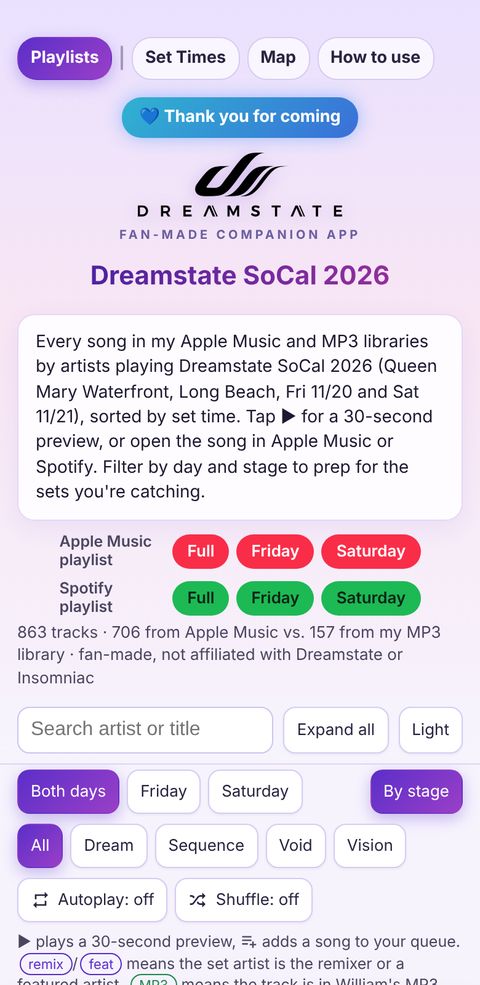 Playlists | Set Times Map How to use
💙 Thank you for coming
DREAMSTATE
FAN-MADE COMPANION APP
Dreamstate SoCal 2026
Every song in my Apple Music and MP3 libraries
by artists playing Dreamstate SoCal 2026 (Queen
Mary Waterfront, Long Beach, Fri 11/20 and Sat
11/21), sorted by set time. Tap ▶ for a 30-second
preview, or open the song in Apple Music or
Spotify. Filter by day and stage to prep for the
sets you're catching.
Apple Music
playlist
Full Friday Saturday
Spotify
playlist
Full Friday Saturday
863 tracks · 706 from Apple Music vs. 157 from my MP3
library · fan-made, not affiliated with Dreamstate or
Insomniac
Search artist or title Expand all Light
Both days Friday Saturday By stage
All Dream Sequence Void Vision
Autoplay: off Shuffle: off
▶ plays a 30-second preview, adds a song to your queue.
remix/feat means the set artist is the remixer or a
featured artist. MP3 means the track is in William's MP3